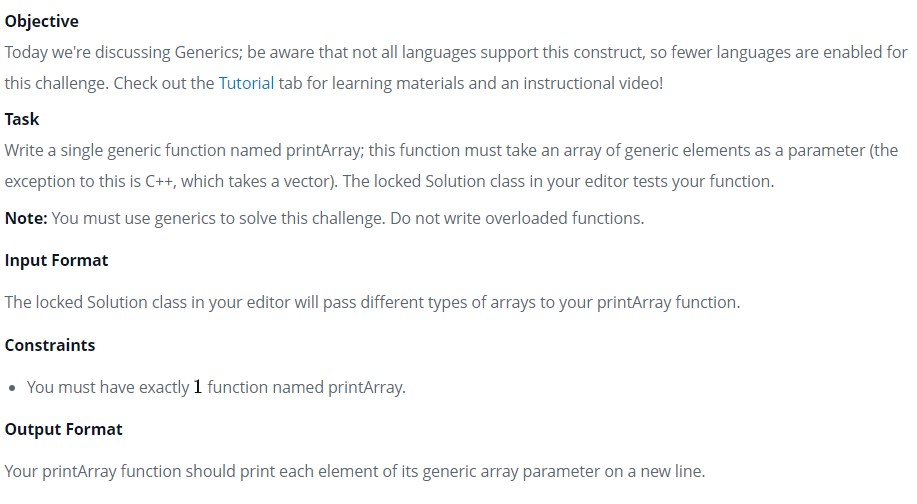 Objective
Today we're discussing Generics; be aware that not all languages support this construct, so fewer languages are enabled for
this challenge. Check out the Tutorial tab for learning materials and an instructional video!
Task
Write a single generic function named printArray; this function must take an array of generic elements as a parameter (the
exception to this is C++, which takes a vector). The locked Solution class in your editor tests your function.
Note: You must use generics to solve this challenge. Do not write overloaded functions.
Input Format
The locked Solution class in your editor will pass different types of arrays to your printArray function.
Constraints
• You must have exactly 1 function named printArray.
Output Format
Your printArray function should print each element of its generic array parameter on a new line.